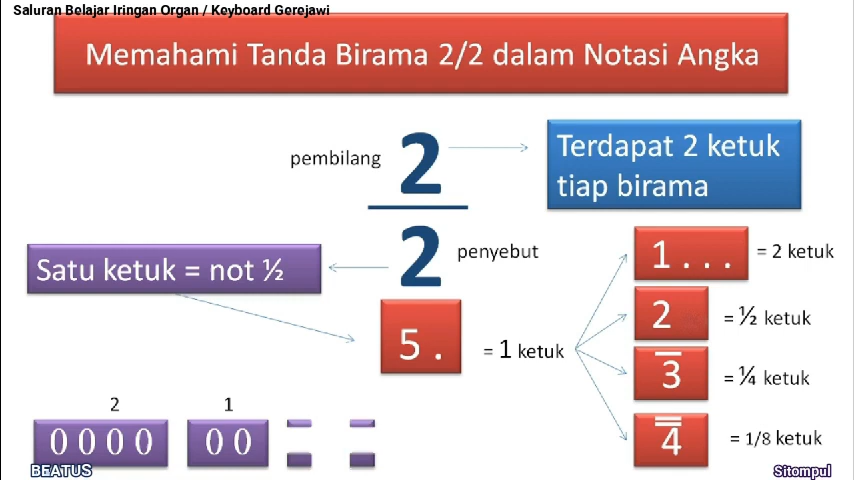 Saluran Belajar Iringan Organ / Keyboard Gerejawi
Memahami Tanda Birama 2/2 dalam Notasi Angka
pembilang
2
Terdapat 2 ketuk
tiap birama
2
penyebut
Satu ketuk = not ½
1 . . .
= 2 ketuk
2
= ½ ketuk
5 .
= 1 ketuk
3
= ¼ ketuk
4
= 1/8 ketuk
2
1
0 0 0 0
0 0
BEATUS
Sitompul